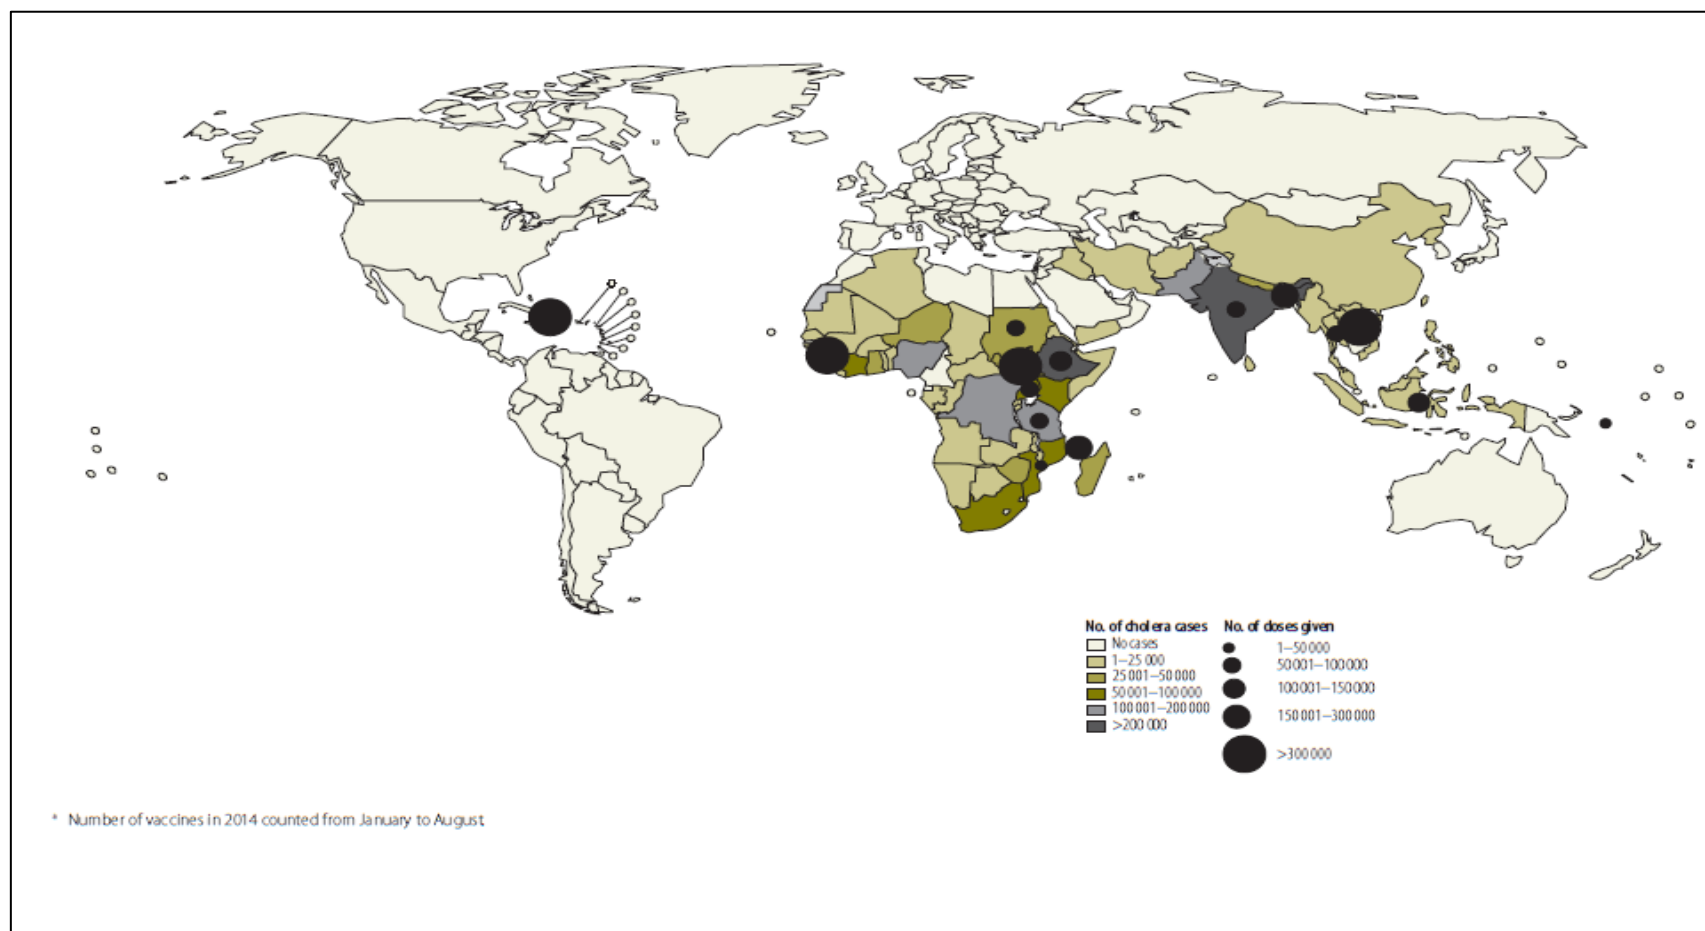 No. of cholera cases
No cases
1–25 000
25 001–50 000
50 001–100 000
100 001–200 000
>200 000
No. of doses given
1–50 000
50 001–100 000
100 001–150 000
150 001–300 000
>300 000
* Number of vaccines in 2014 counted from January to August.